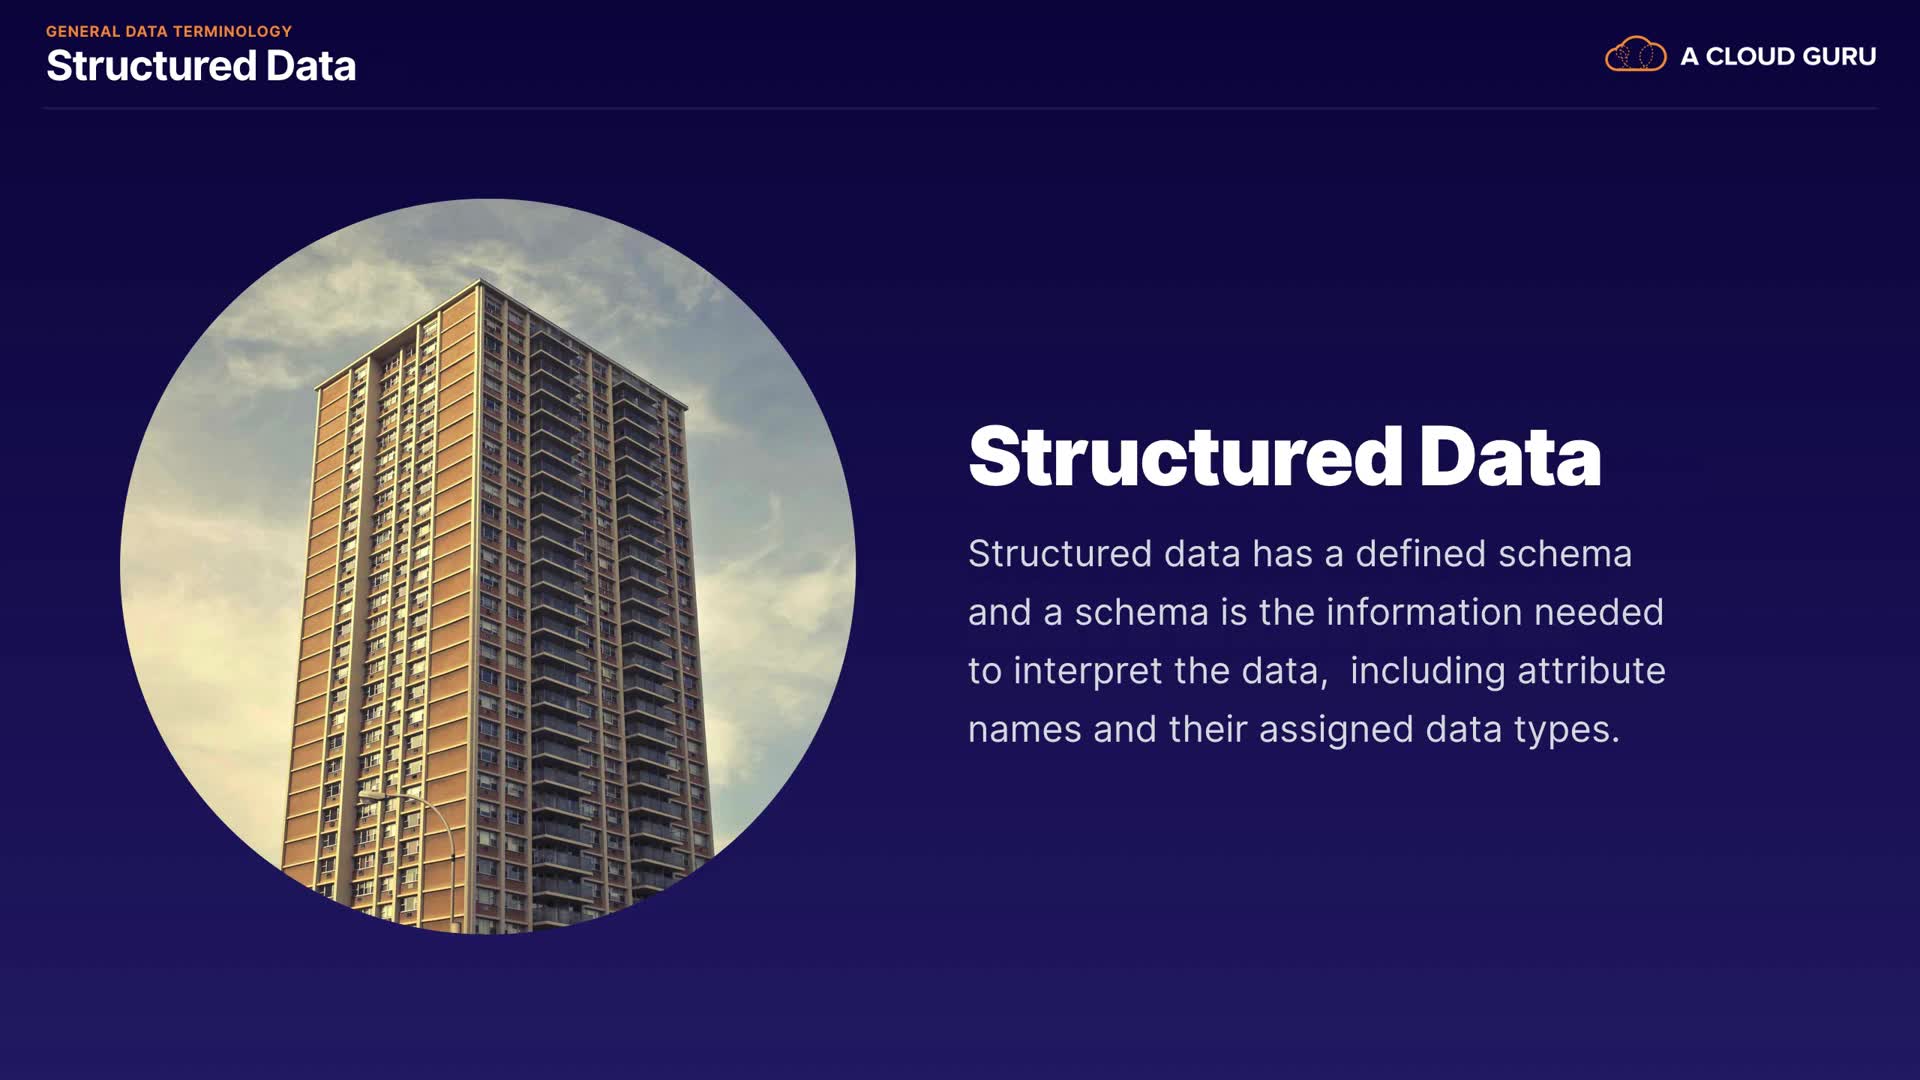 GENERAL DATA TERMINOLOGY
Structured Data
A CLOUD GURU
Structured Data
Structured data has a defined schema
and a schema is the information needed
to interpret the data,  including attribute
names and their assigned data types.